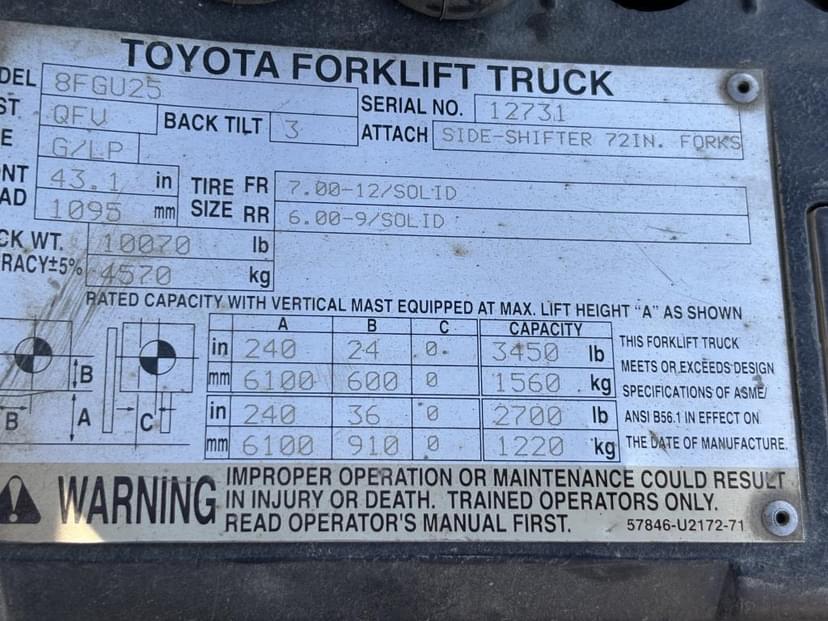 TOYOTA FORKLIFT TRUCK
DEL 8FGU25 SERIAL NO. 12731
ST QFV BACK TILT 3 ATTACH SIDE-SHIFTER 72IN. FORKS
E G/LP
NT 43.1 in TIRE FR 7.00-12/SOLID
AD 1095 mm SIZE RR 6.00-9/SOLID
CK WT. 10070 lb
RACY±5% 4570 kg
RATED CAPACITY WITH VERTICAL MAST EQUIPPED AT MAX. LIFT HEIGHT "A" AS SHOWN
A B C CAPACITY
in 240 24 0 3450 lb
mm 6100 600 0 1560 kg
in 240 36 0 2700 lb
mm 6100 910 0 1220 kg
B
B A C
THIS FORKLIFT TRUCK
MEETS OR EXCEEDS DESIGN
SPECIFICATIONS OF ASME/
ANSI B56.1 IN EFFECT ON
THE DATE OF MANUFACTURE.
WARNING
IMPROPER OPERATION OR MAINTENANCE COULD RESULT
IN INJURY OR DEATH. TRAINED OPERATORS ONLY.
READ OPERATOR'S MANUAL FIRST. 57846-U2172-71